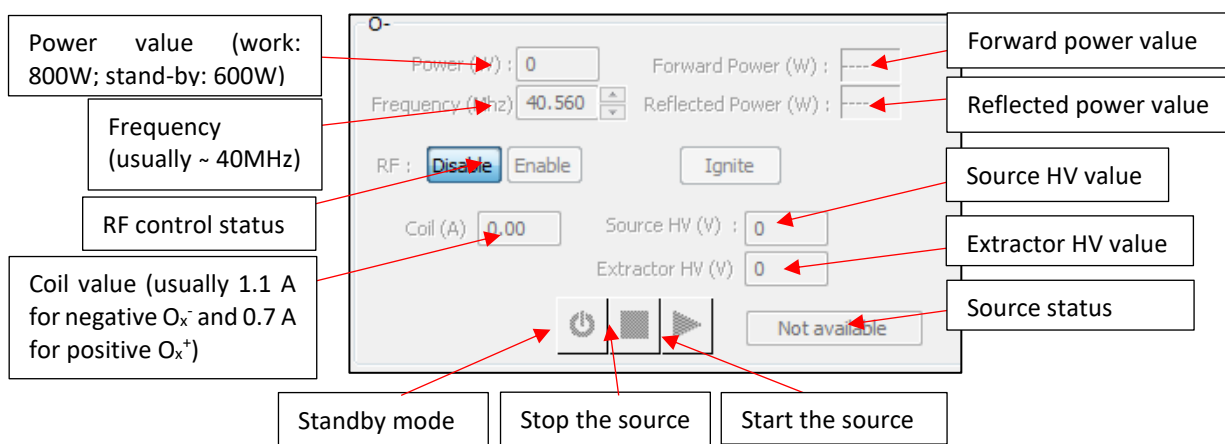 Power value (work:
800W; stand-by: 600W)
Frequency
(usually ~ 40MHz)
RF control status
Coil value (usually 1.1 A
for negative Oₓ⁻ and 0.7 A
for positive Oₓ⁺)
O-
Power (W) : 0
Forward Power (W) : ----
Frequency (Mhz) 40.560
Reflected Power (W) : ----
RF : Disable Enable
Ignite
Coil (A) 0.00
Source HV (V) : 0
Extractor HV (V) 0
Not available
Forward power value
Reflected power value
Source HV value
Extractor HV value
Source status
Standby mode
Stop the source
Start the source